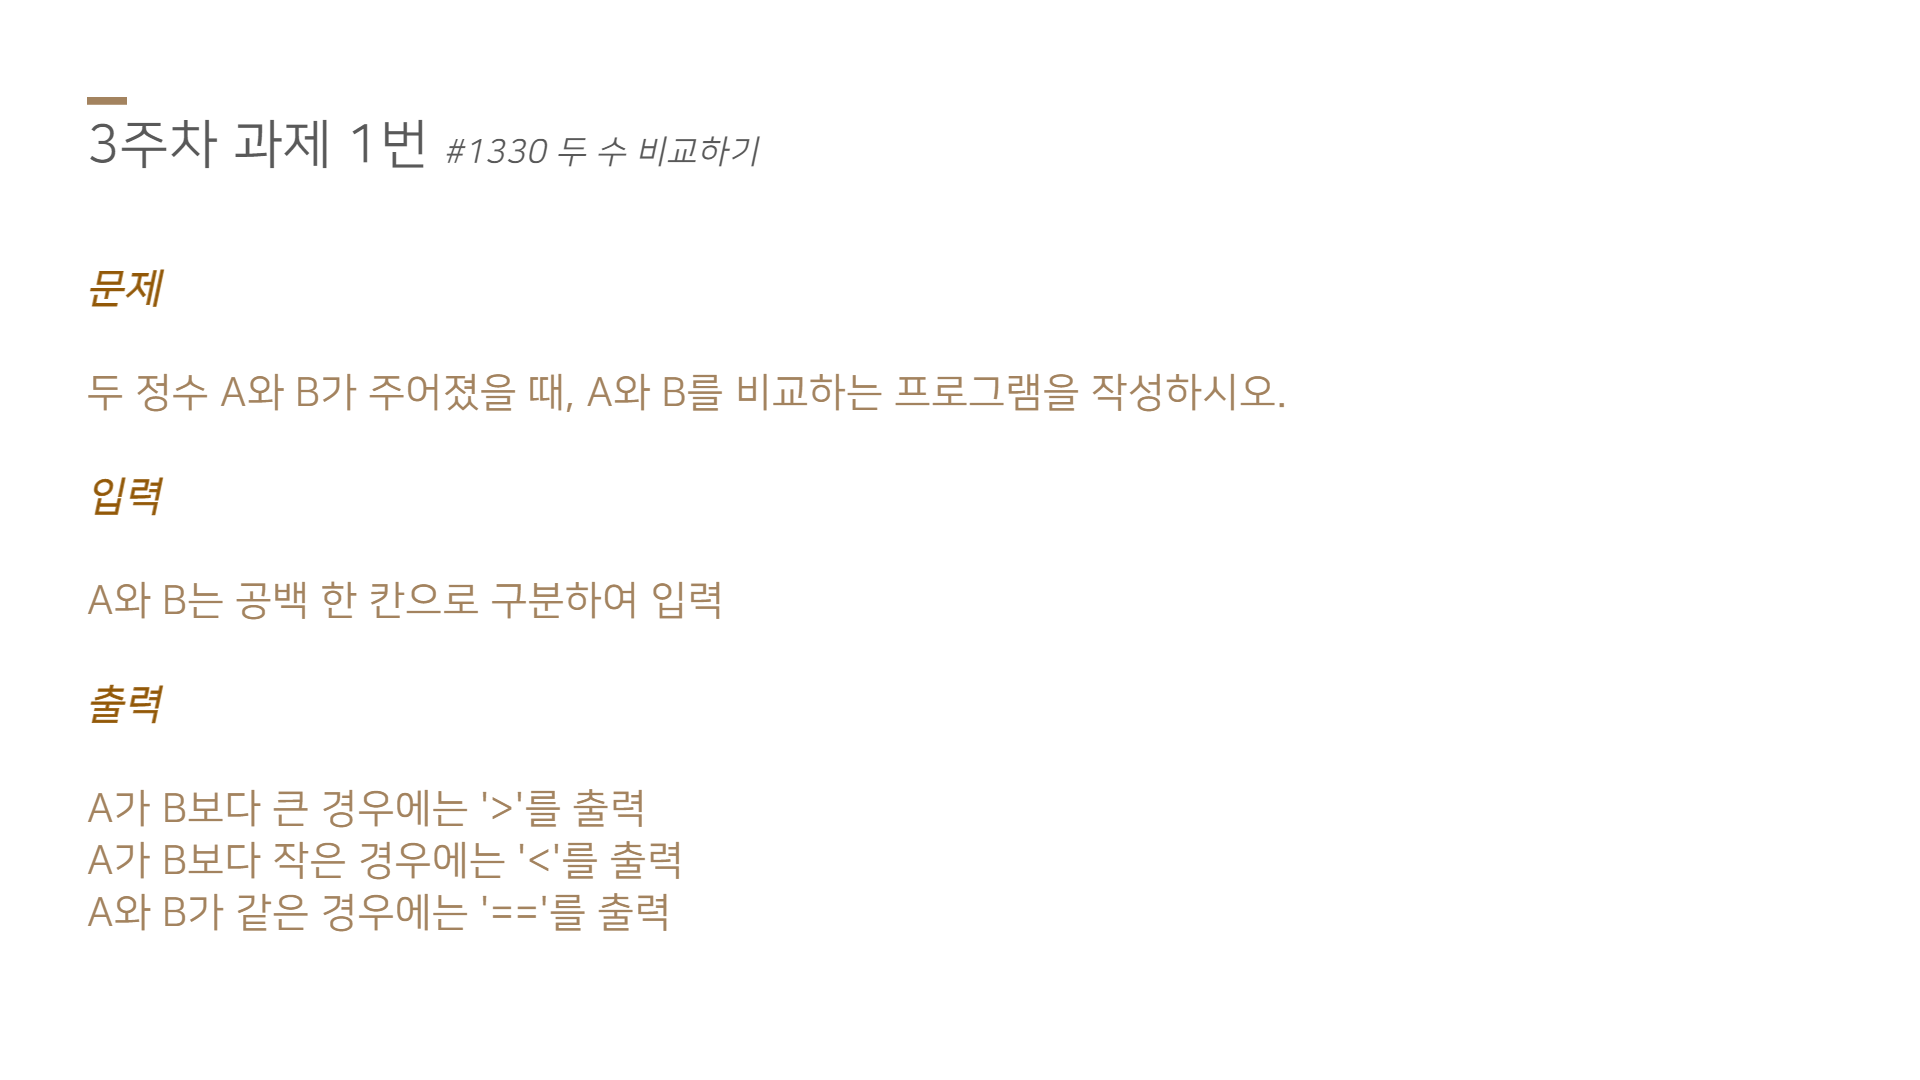 3주차 과제 1번 #1330 두 수 비교하기
문제
두 정수 A와 B가 주어졌을 때, A와 B를 비교하는 프로그램을 작성하시오.
입력
A와 B는 공백 한 칸으로 구분하여 입력
출력
A가 B보다 큰 경우에는 '>'를 출력
A가 B보다 작은 경우에는 '<'를 출력
A와 B가 같은 경우에는 '=='를 출력